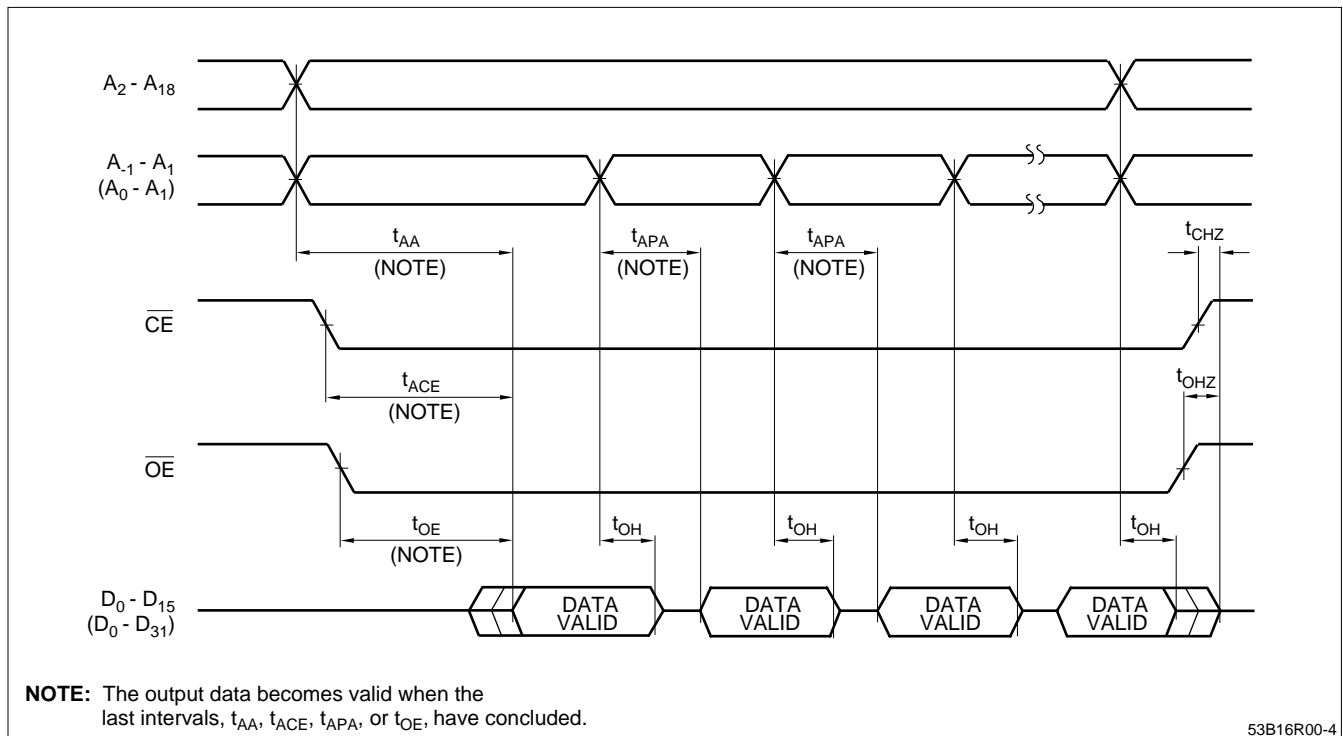 A2 - A18
A-1 - A1
(A0 - A1)
tAA
(NOTE)
tAPA
(NOTE)
tAPA
(NOTE)
tCHZ
CE
tACE
(NOTE)
tOHZ
OE
tOE
(NOTE)
tOH
tOH
tOH
tOH
D0 - D15
(D0 - D31)
DATA
VALID
DATA
VALID
DATA
VALID
DATA
VALID
NOTE: The output data becomes valid when the
last intervals, tAA, tACE, tAPA, or tOE, have concluded.
53B16R00-4